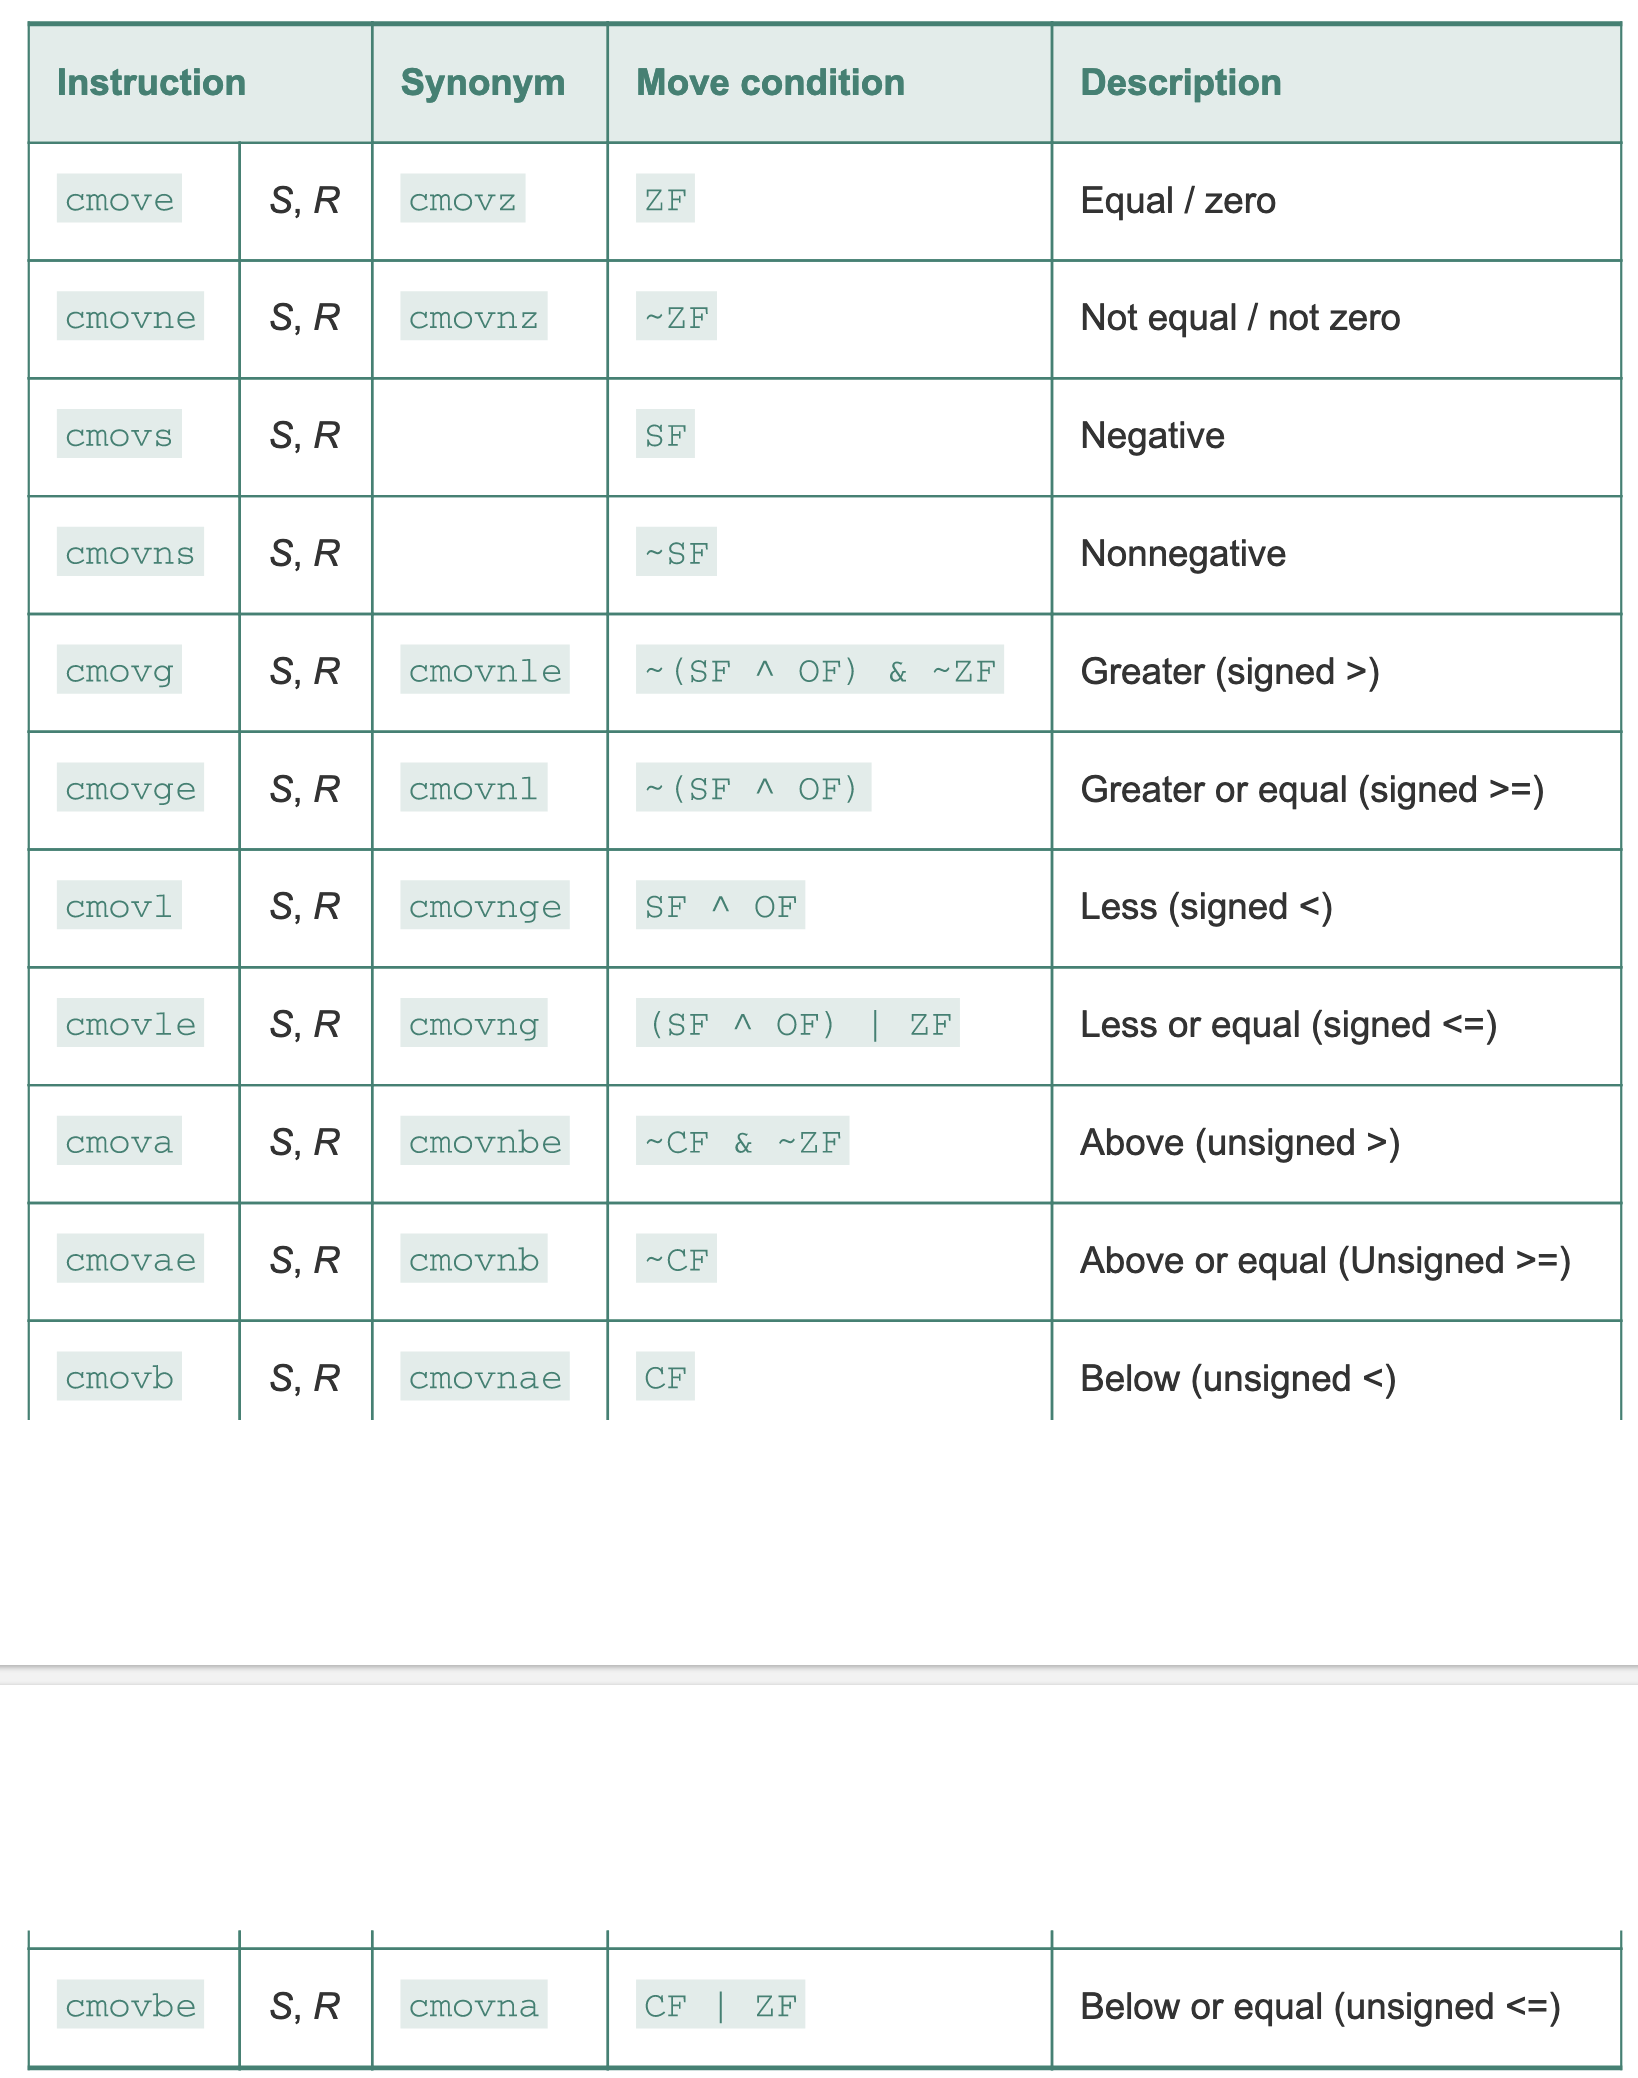 Instruction Synonym Move condition Description
cmove S, R cmovz ZF Equal / zero
cmovne S, R cmovnz ~ZF Not equal / not zero
cmovs S, R SF Negative
cmovns S, R ~SF Nonnegative
cmovg S, R cmovnle ~(SF ^ OF) & ~ZF Greater (signed >)
cmovge S, R cmovnl ~(SF ^ OF) Greater or equal (signed >=)
cmovl S, R cmovnge SF ^ OF Less (signed <)
cmovle S, R cmovng (SF ^ OF) | ZF Less or equal (signed <=)
cmova S, R cmovnbe ~CF & ~ZF Above (unsigned >)
cmovae S, R cmovnb ~CF Above or equal (Unsigned >=)
cmovb S, R cmovnae CF Below (unsigned <)
cmovbe S, R cmovna CF | ZF Below or equal (unsigned <=)